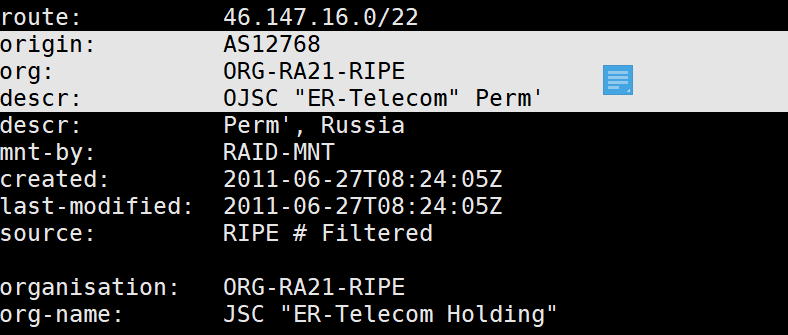 route: 46.147.16.0/22
origin: AS12768
org: ORG-RA21-RIPE
descr: OJSC "ER-Telecom" Perm'
descr: Perm', Russia
mnt-by: RAID-MNT
created: 2011-06-27T08:24:05Z
last-modified: 2011-06-27T08:24:05Z
source: RIPE # Filtered
organisation: ORG-RA21-RIPE
org-name: JSC "ER-Telecom Holding"